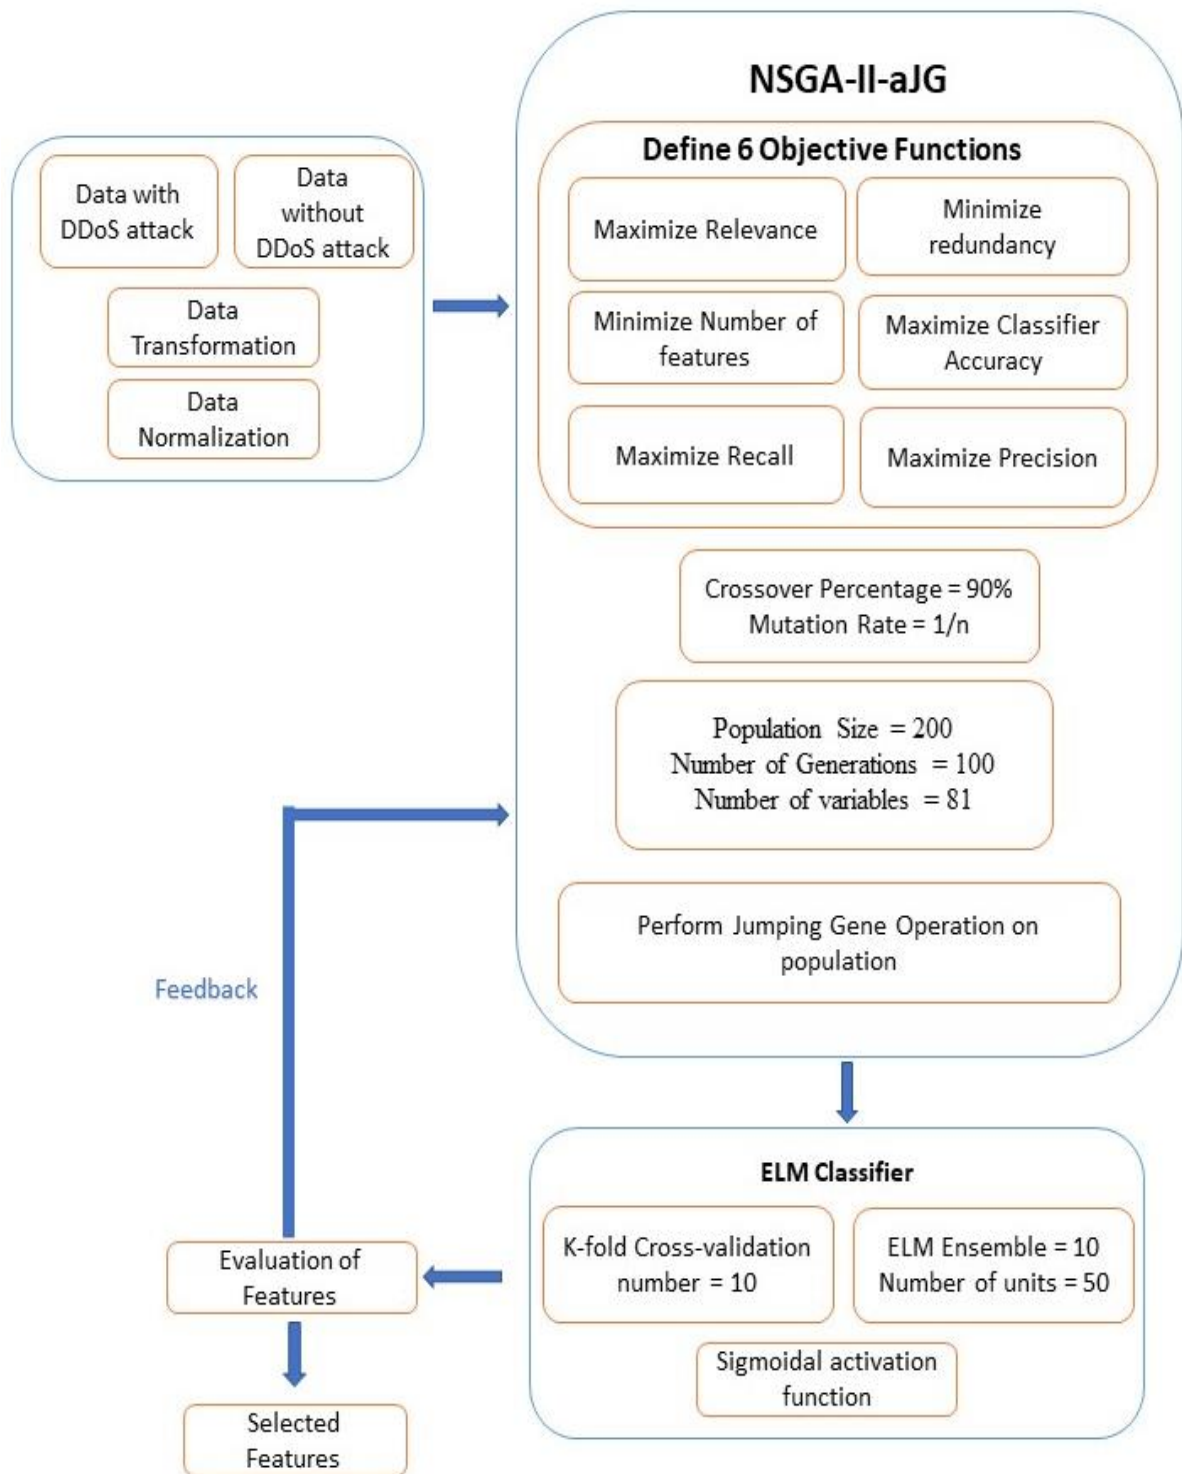 NSGA-II-aJG
Define 6 Objective Functions
Data with
DDoS attack
Data
without
DDoS attack
Data
Transformation
Data
Normalization
Maximize Relevance
Minimize
redundancy
Minimize Number of
features
Maximize Classifier
Accuracy
Maximize Recall
Maximize Precision
Crossover Percentage = 90%
Mutation Rate = 1/n
Population Size = 200
Number of Generations = 100
Number of variables = 81
Perform Jumping Gene Operation on
population
Feedback
ELM Classifier
K-fold Cross-validation
number = 10
ELM Ensemble = 10
Number of units = 50
Sigmoidal activation
function
Evaluation of
Features
Selected
Features